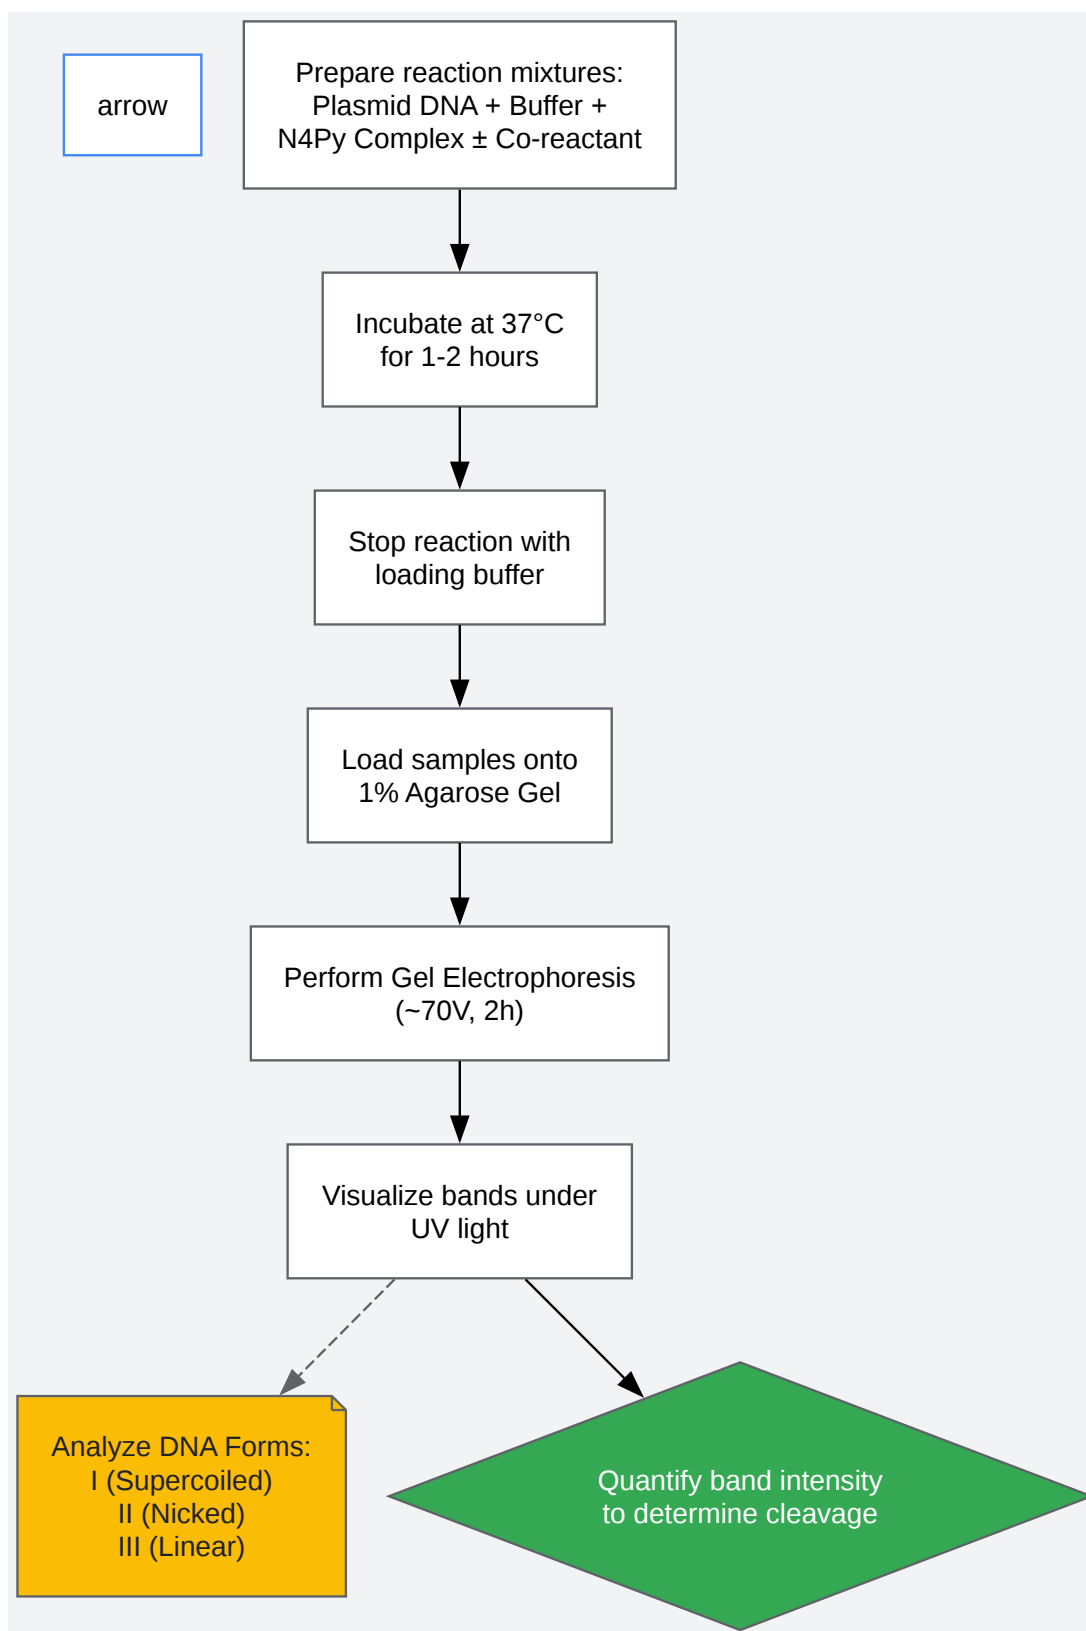 arrow
Prepare reaction mixtures:
Plasmid DNA + Buffer +
N4Py Complex ± Co-reactant
Incubate at 37°C
for 1-2 hours
Stop reaction with
loading buffer
Load samples onto
1% Agarose Gel
Perform Gel Electrophoresis
(~70V, 2h)
Visualize bands under
UV light
Analyze DNA Forms:
I (Supercoiled)
II (Nicked)
III (Linear)
Quantify band intensity
to determine cleavage